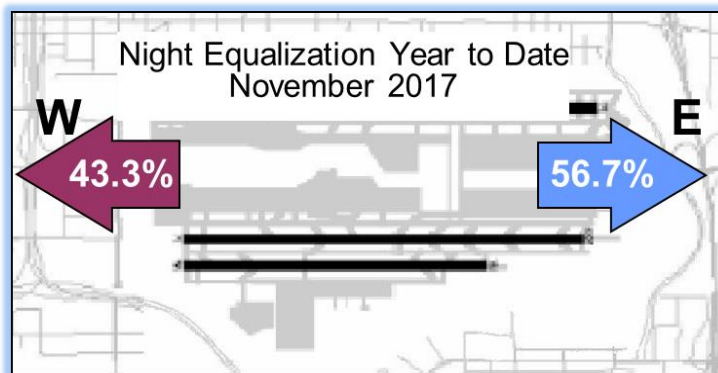 Night Equalization Year to Date
November 2017
W
E
43.3%
56.7%